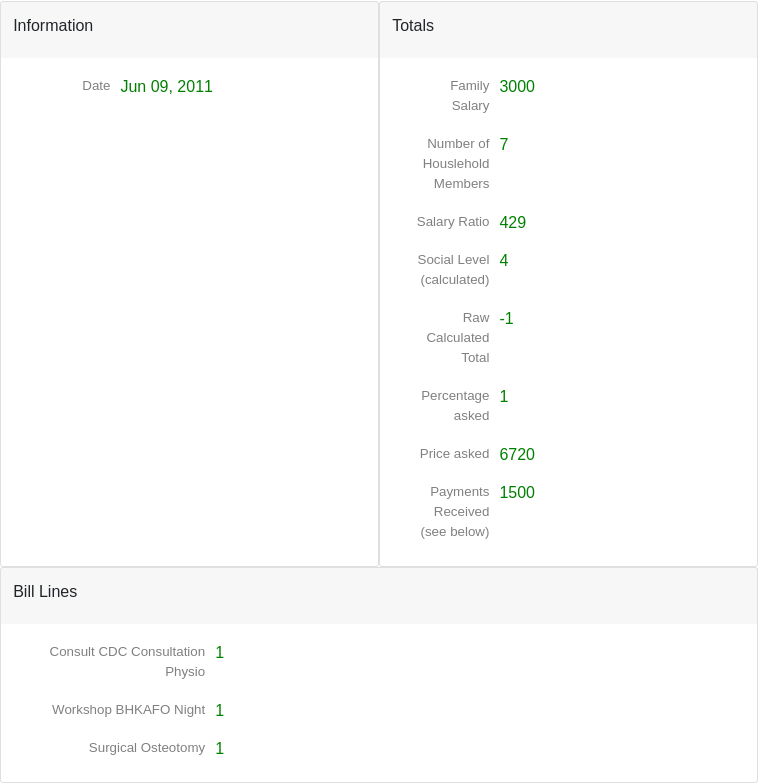 Information
Date Jun 09, 2011
Totals
Family 3000
Salary
Number of 7
Houslehold
Members
Salary Ratio 429
Social Level 4
(calculated)
Raw -1
Calculated
Total
Percentage 1
asked
Price asked 6720
Payments 1500
Received
(see below)
Bill Lines
Consult CDC Consultation 1
Physio
Workshop BHKAFO Night 1
Surgical Osteotomy 1